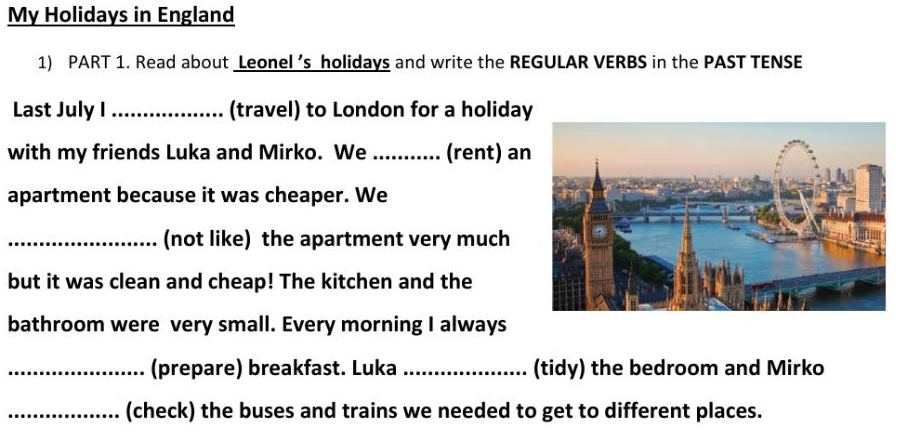 My Holidays in England
1) PART 1. Read about Leonel 's holidays and write the REGULAR VERBS in the PAST TENSE
Last July I .................. (travel) to London for a holiday
with my friends Luka and Mirko. We ........... (rent) an
apartment because it was cheaper. We
........................ (not like) the apartment very much
but it was clean and cheap! The kitchen and the
bathroom were very small. Every morning I always
...................... (prepare) breakfast. Luka .................... (tidy) the bedroom and Mirko
.................. (check) the buses and trains we needed to get to different places.